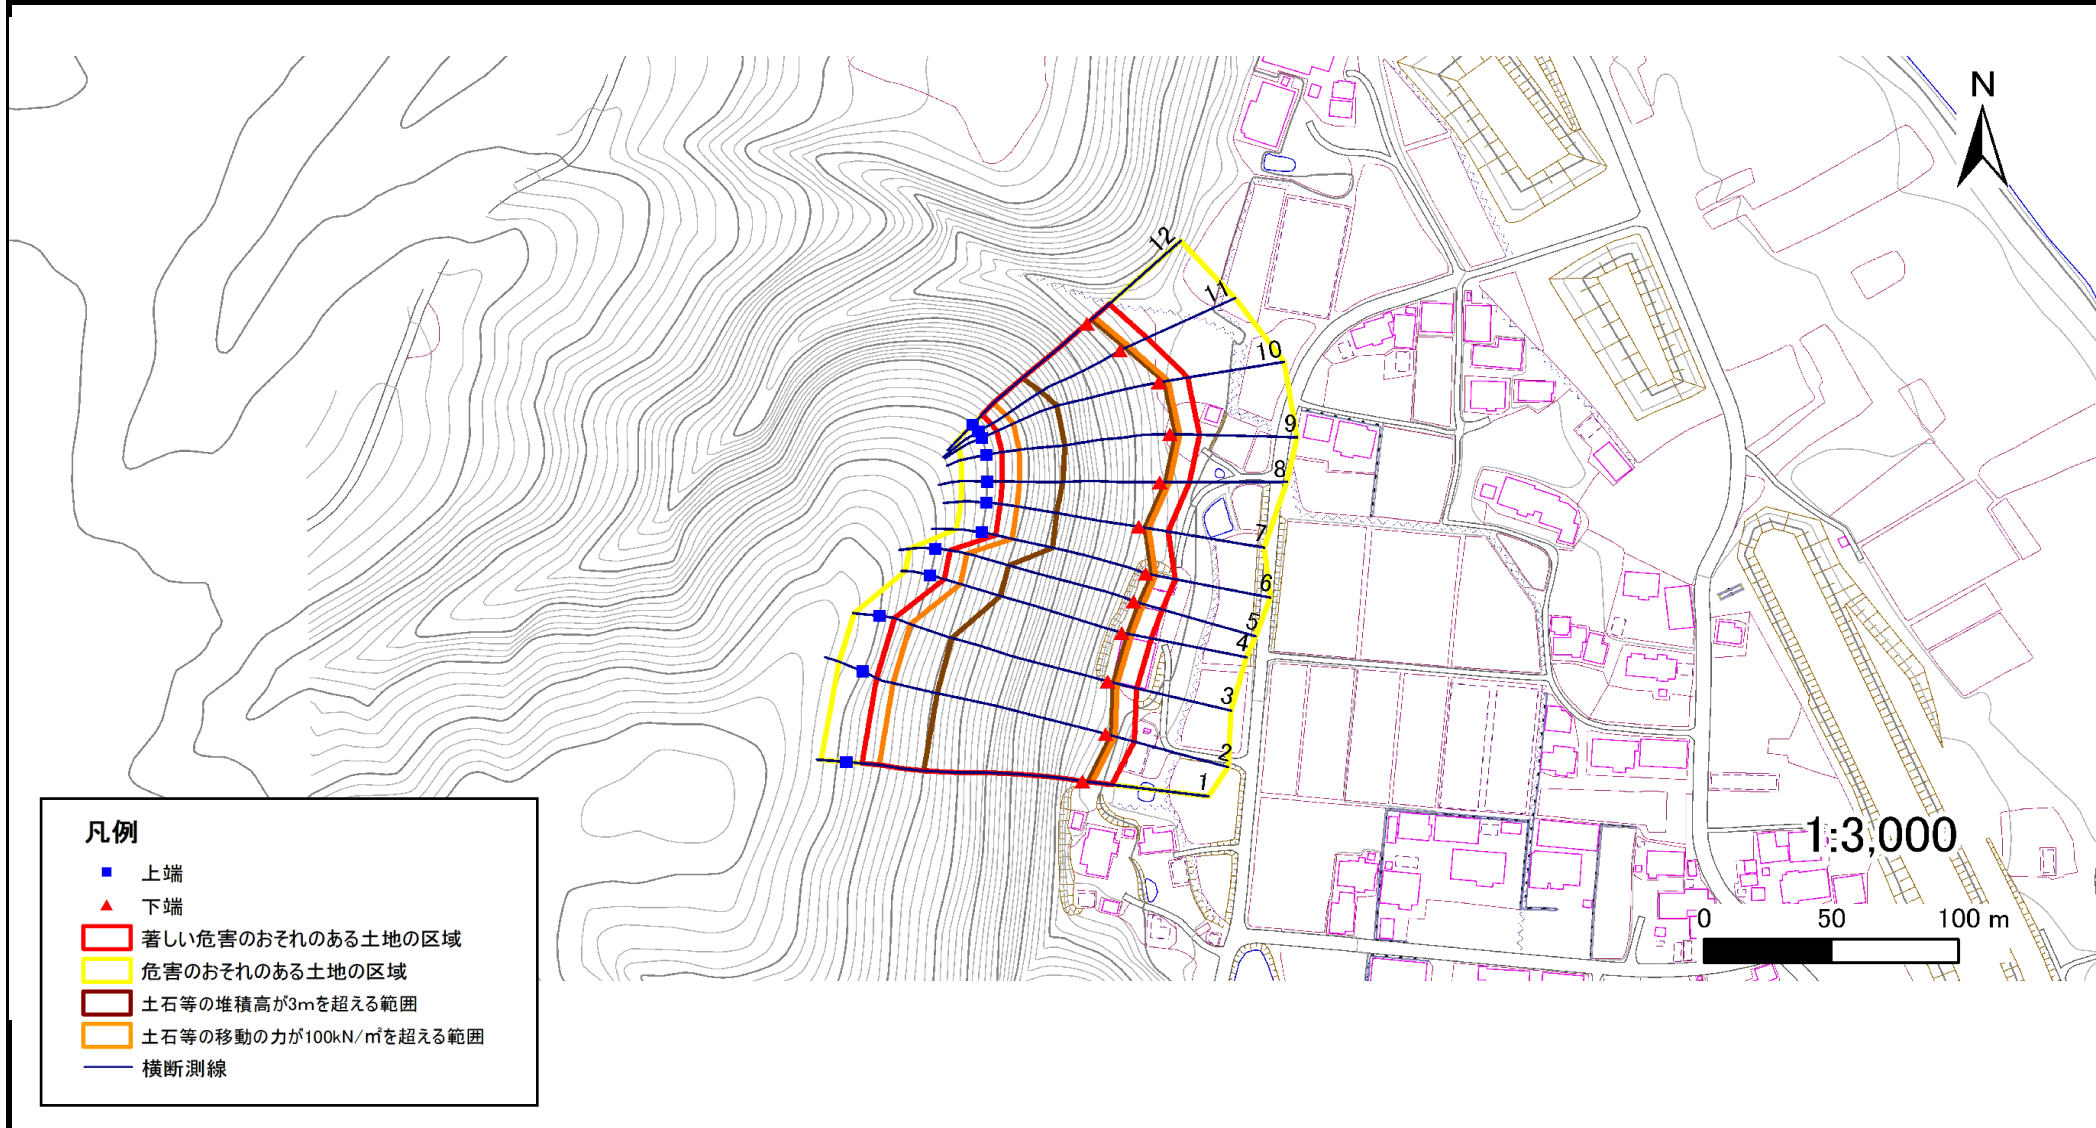 N
12
11
10
9
8
7
6
5
4
3
2
1
1:3,000
0 50 100 m
凡例
上端
下端
著しい危害のおそれのある土地の区域
危害のおそれのある土地の区域
土石等の堆積高が3mを超える範囲
土石等の移動の力が100kN/㎡を超える範囲
横断測線